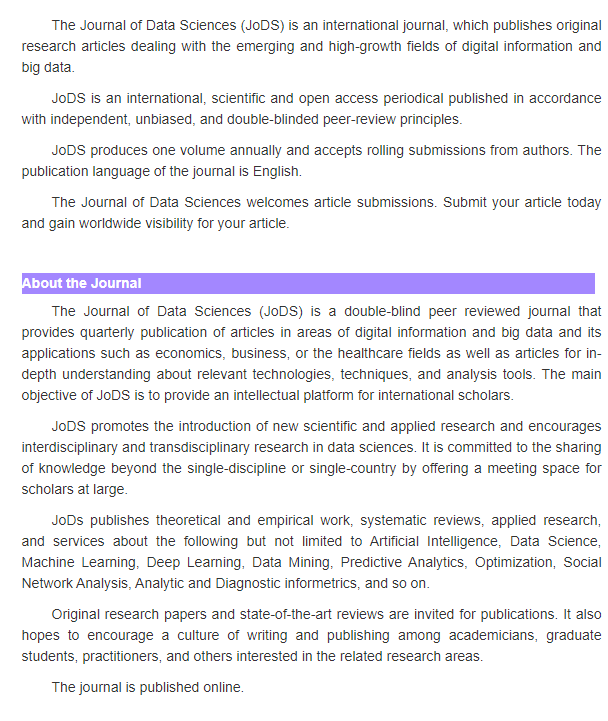 The Journal of Data Sciences (JoDS) is an international journal, which publishes original
research articles dealing with the emerging and high-growth fields of digital information and
big data.
JoDS is an international, scientific and open access periodical published in accordance
with independent, unbiased, and double-blinded peer-review principles.
JoDS produces one volume annually and accepts rolling submissions from authors. The
publication language of the journal is English.
The Journal of Data Sciences welcomes article submissions. Submit your article today
and gain worldwide visibility for your article.
About the Journal
The Journal of Data Sciences (JoDS) is a double-blind peer reviewed journal that
provides quarterly publication of articles in areas of digital information and big data and its
applications such as economics, business, or the healthcare fields as well as articles for in-
depth understanding about relevant technologies, techniques, and analysis tools. The main
objective of JoDS is to provide an intellectual platform for international scholars.
JoDS promotes the introduction of new scientific and applied research and encourages
interdisciplinary and transdisciplinary research in data sciences. It is committed to the sharing
of knowledge beyond the single-discipline or single-country by offering a meeting space for
scholars at large.
JoDs publishes theoretical and empirical work, systematic reviews, applied research,
and services about the following but not limited to Artificial Intelligence, Data Science,
Machine Learning, Deep Learning, Data Mining, Predictive Analytics, Optimization, Social
Network Analysis, Analytic and Diagnostic informetrics, and so on.
Original research papers and state-of-the-art reviews are invited for publications. It also
hopes to encourage a culture of writing and publishing among academicians, graduate
students, practitioners, and others interested in the related research areas.
The journal is published online.